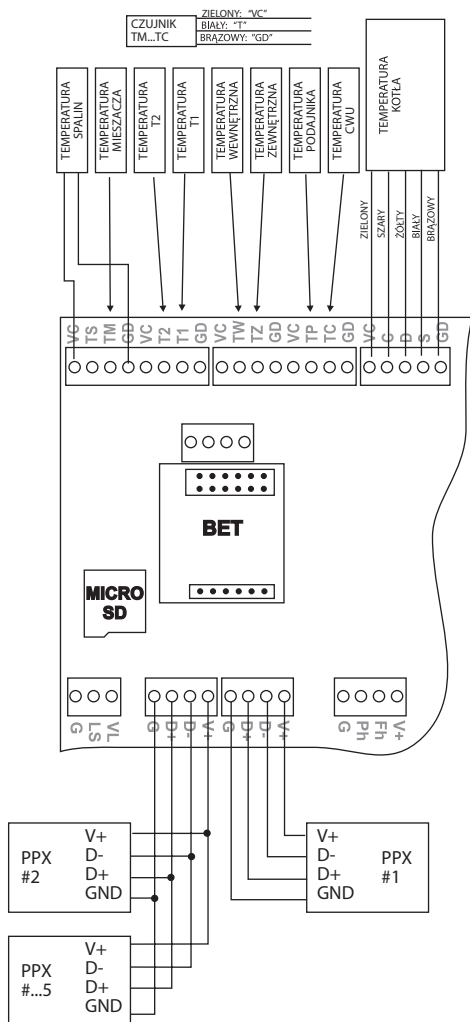 CZUJNIK
TM...TC
ZIELONY: "VC"
BIAŁY: "T"
BRĄZOWY: "GD"
TEMPERATURA
SPALIN
TEMPERATURA
MIESZACZA
TEMPERATURA
T2
TEMPERATURA
T1
TEMPERATURA
WEWNĘTRZNA
TEMPERATURA
ZEWNĘTRZNA
TEMPERATURA
PODAJNIKA
TEMPERATURA
CWU
TEMPERATURA
KOTŁA
ZIELONY
SZARY
ŻÓŁTY
BIAŁY
BRĄZOWY
VC
TS
TM
GD
VC
T2
T1
GD
VC
TW
TZ
GD
VC
TP
TC
GD
VC
C
D
S
GD
BET
MICRO
SD
G
LS
VL
G
D+
D-
V+
G
D+
D-
V+
G
Ph
Fh
V+
PPX
#2
V+
D-
D+
GND
V+
D-
D+
GND
PPX
#1
PPX
#...5
V+
D-
D+
GND